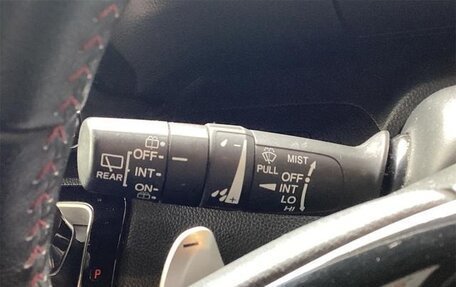 OFF
INT
ON
REAR
MIST
PULL
OFF
INT
LO
HI
P